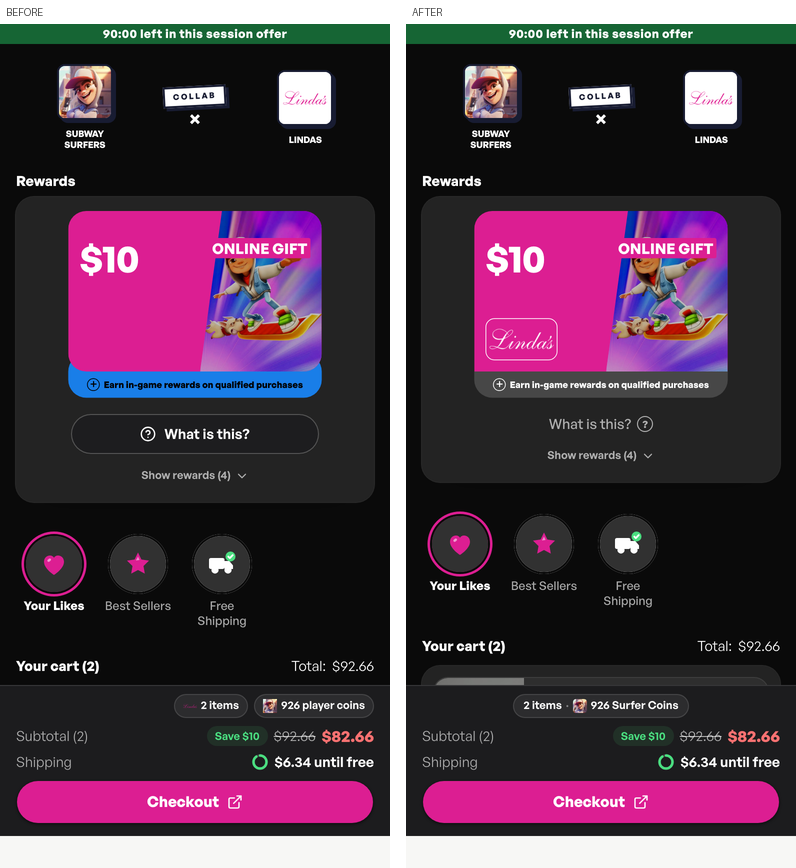 BEFORE
90:00 left in this session offer
COLLAB
Linda's
SUBWAY
SURFERS
LINDAS
Rewards
$10
ONLINE GIFT
Earn in-game rewards on qualified purchases
What is this?
Show rewards (4)
Your Likes
Best Sellers
Free
Shipping
Your cart (2)
Total: $92.66
2 items
926 player coins
Subtotal (2)
Save $10
$92.66
$82.66
Shipping
$6.34 until free
Checkout
AFTER
90:00 left in this session offer
COLLAB
Linda's
SUBWAY
SURFERS
LINDAS
Rewards
$10
ONLINE GIFT
Linda's
Earn in-game rewards on qualified purchases
What is this?
Show rewards (4)
Your Likes
Best Sellers
Free
Shipping
Your cart (2)
Total: $92.66
2 items · 926 Surfer Coins
Subtotal (2)
Save $10
$92.66
$82.66
Shipping
$6.34 until free
Checkout